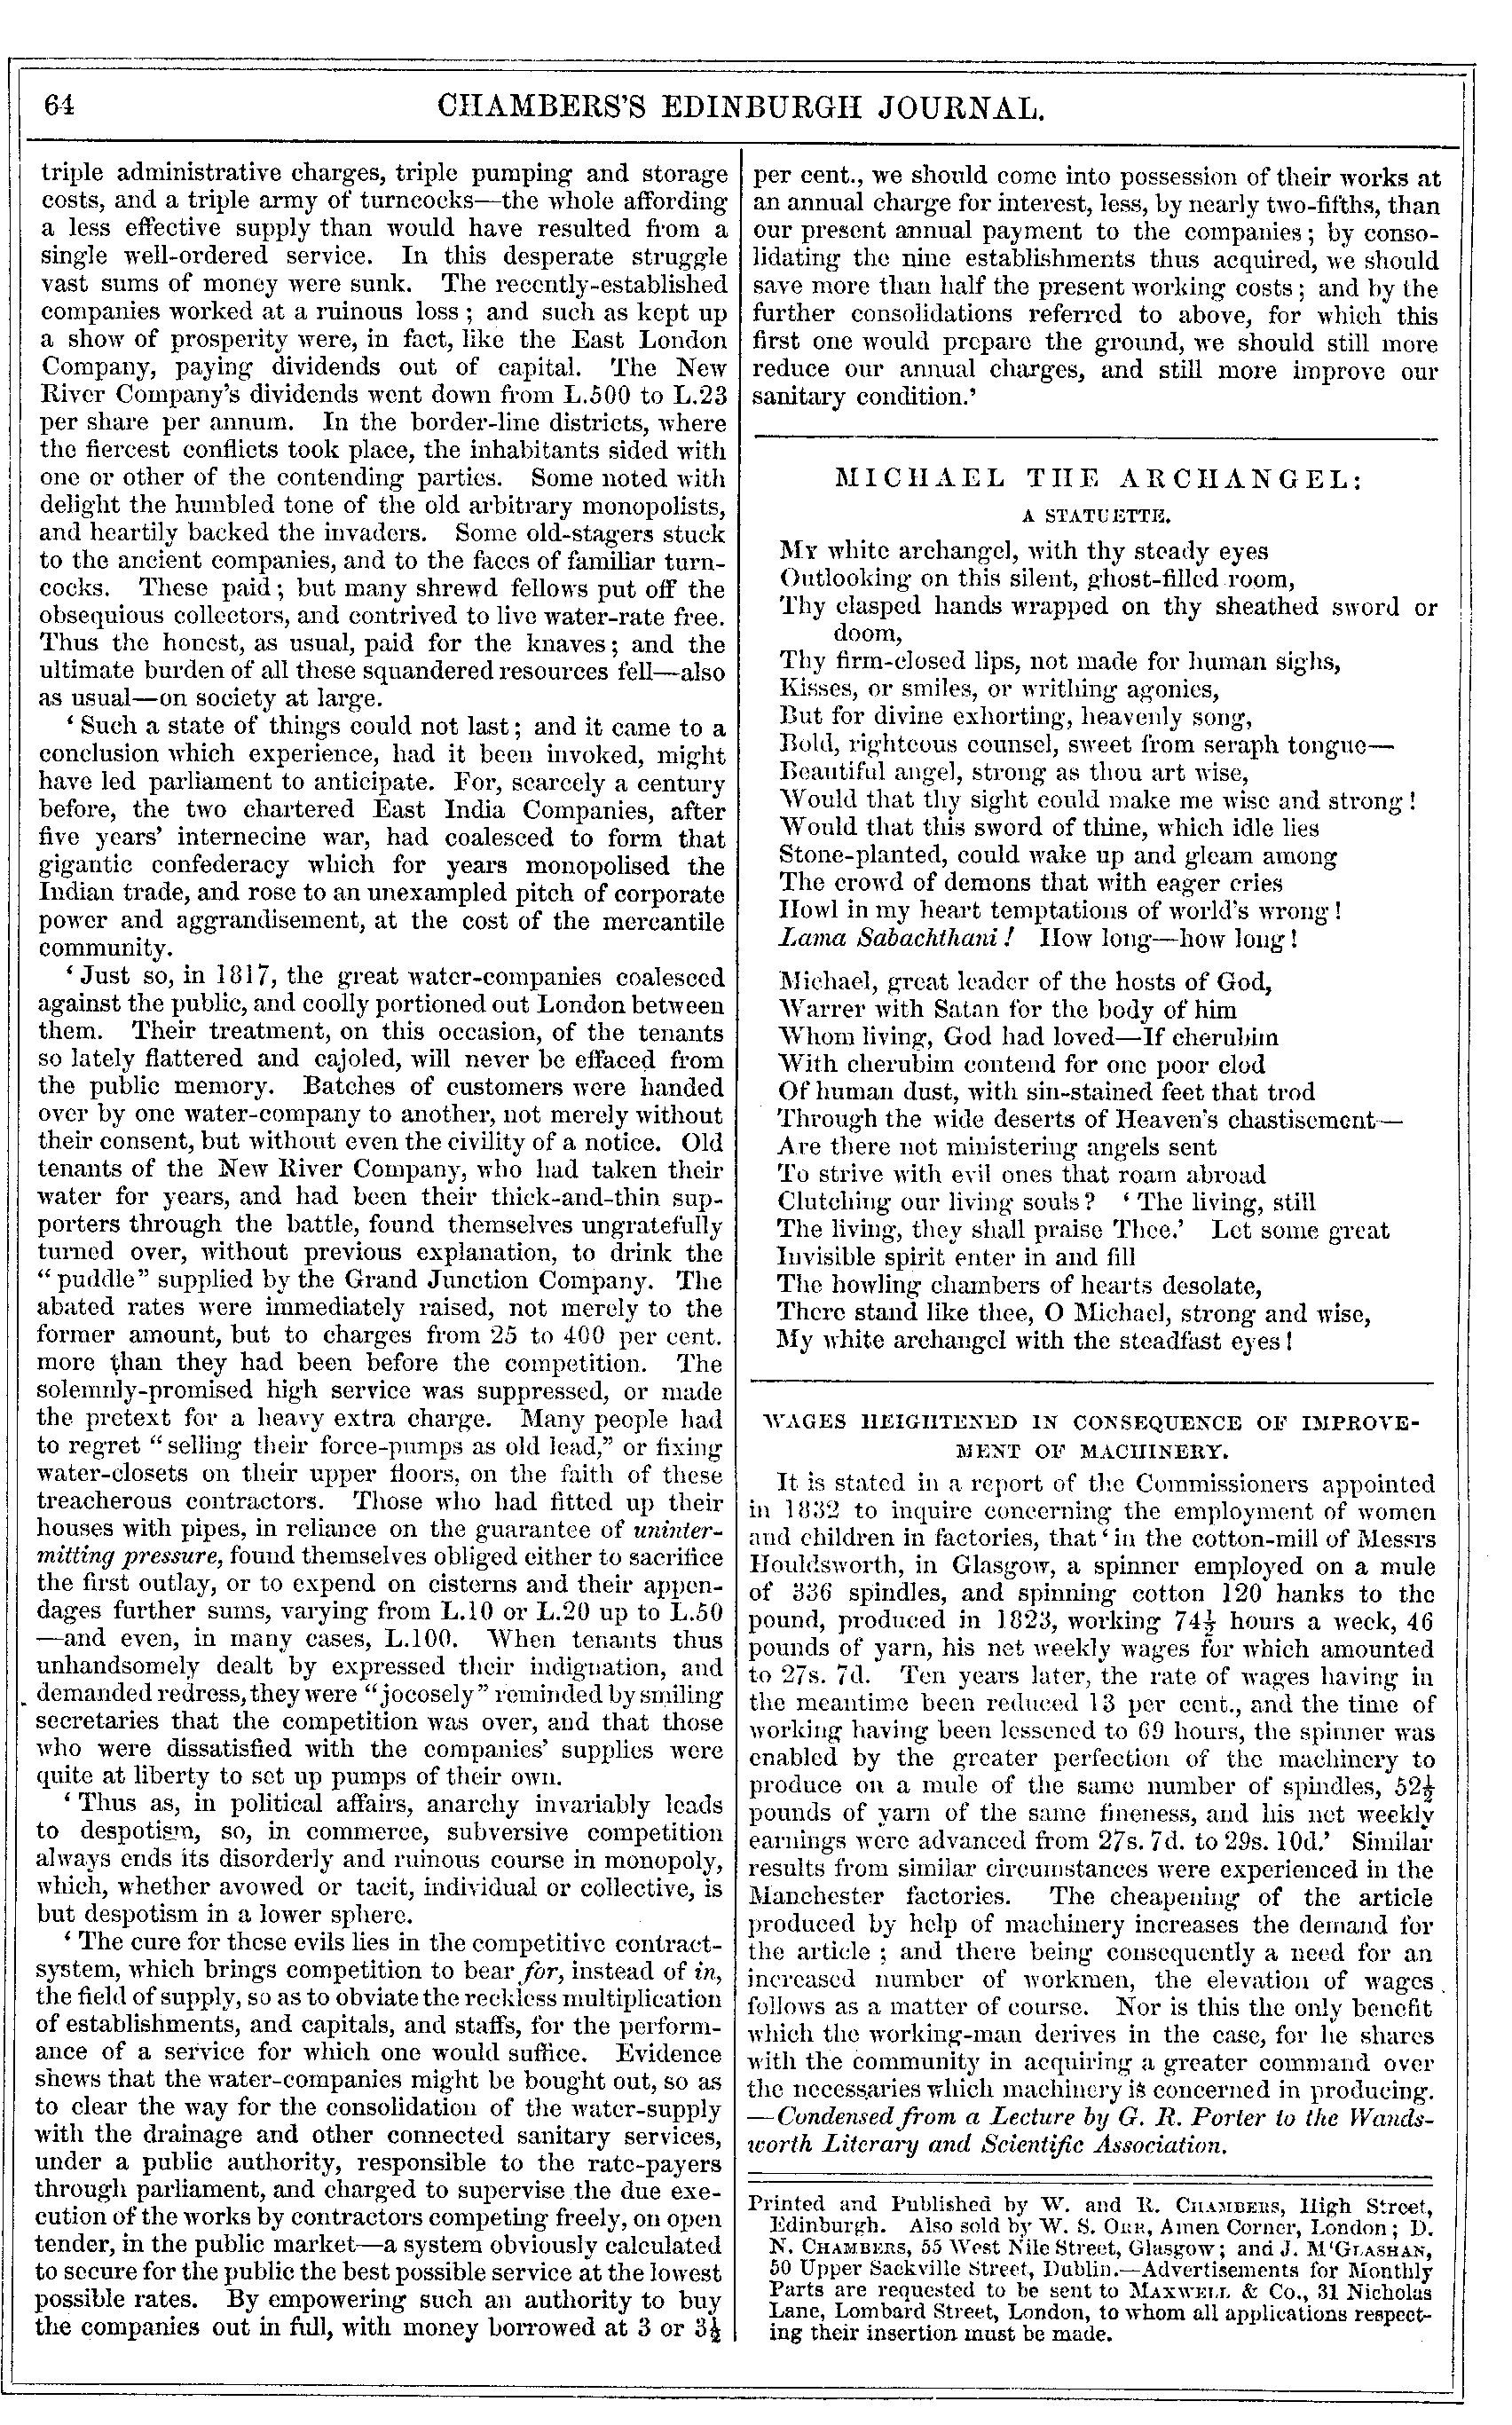 64
CHAMBERS'S EDINBURGH JOURNAL.
triple administrative charges, triple pumping and storage
costs, and a triple army of turncocks—the whole affording
a less effective supply than would have resulted from a
single well-ordered service. In this desperate struggle
vast sums of money were sunk. The recently-established
companies worked at a ruinous loss; and such as kept up
a show of prosperity were, in fact, like the East London
Company, paying dividends out of capital. The New
River Company's dividends went down from L.500 to L.23
per share per annum. In the border-line districts, where
the fiercest conflicts took place, the inhabitants sided with
one or other of the contending parties. Some noted with
delight the humbled tone of the old arbitrary monopolists,
and heartily backed the invaders. Some old-stagers stuck
to the ancient companies, and to the faces of familiar turn-
cocks. These paid; but many shrewd fellows put off the
obsequious collectors, and contrived to live water-rate free.
Thus the honest, as usual, paid for the knaves; and the
ultimate burden of all these squandered resources fell—also
as usual—on society at large.
'Such a state of things could not last; and it came to a
conclusion which experience, had it been invoked, might
have led parliament to anticipate. For, scarcely a century
before, the two chartered East India Companies, after
five years' internecine war, had coalesced to form that
gigantic confederacy which for years monopolised the
Indian trade, and rose to an unexampled pitch of corporate
power and aggrandisement, at the cost of the mercantile
community.
'Just so, in 1817, the great water-companies coalesced
against the public, and coolly portioned out London between
them. Their treatment, on this occasion, of the tenants
so lately flattered and cajoled, will never be effaced from
the public memory. Batches of customers were handed
over by one water-company to another, not merely without
their consent, but without even the civility of a notice. Old
tenants of the New River Company, who had taken their
water for years, and had been their thick-and-thin sup-
porters through the battle, found themselves ungratefully
turned over, without previous explanation, to drink the
"puddle" supplied by the Grand Junction Company. The
abated rates were immediately raised, not merely to the
former amount, but to charges from 25 to 400 per cent.
more than they had been before the competition. The
solemnly-promised high service was suppressed, or made
the pretext for a heavy extra charge. Many people had
to regret "selling their force-pumps as old lead," or fixing
water-closets on their upper floors, on the faith of these
treacherous contractors. Those who had fitted up their
houses with pipes, in reliance on the guarantee of uninter-
mitting pressure, found themselves obliged either to sacrifice
the first outlay, or to expend on cisterns and their appen-
dages further sums, varying from L.10 or L.20 up to L.50
—and even, in many cases, L.100. When tenants thus
unhandsomely dealt by expressed their indignation, and
demanded redress, they were "jocosely" reminded by smiling
secretaries that the competition was over, and that those
who were dissatisfied with the companies' supplies were
quite at liberty to set up pumps of their own.
'Thus as, in political affairs, anarchy invariably leads
to despotism, so, in commerce, subversive competition
always ends its disorderly and ruinous course in monopoly,
which, whether avowed or tacit, individual or collective, is
but despotism in a lower sphere.
'The cure for these evils lies in the competitive contract-
system, which brings competition to bear for, instead of in,
the field of supply, so as to obviate the reckless multiplication
of establishments, and capitals, and staffs, for the perform-
ance of a service for which one would suffice. Evidence
shews that the water-companies might be bought out, so as
to clear the way for the consolidation of the water-supply
with the drainage and other connected sanitary services,
under a public authority, responsible to the rate-payers
through parliament, and charged to supervise the due exe-
cution of the works by contractors competing freely, on open
tender, in the public market—a system obviously calculated
to secure for the public the best possible service at the lowest
possible rates. By empowering such an authority to buy
the companies out in full, with money borrowed at 3 or 3½
per cent., we should come into possession of their works at
an annual charge for interest, less, by nearly two-fifths, than
our present annual payment to the companies; by conso-
lidating the nine establishments thus acquired, we should
save more than half the present working costs; and by the
further consolidations referred to above, for which this
first one would prepare the ground, we should still more
reduce our annual charges, and still more improve our
sanitary condition.'
MICHAEL THE ARCHANGEL:
A STATUETTE.
MY white archangel, with thy steady eyes
Outlooking on this silent, ghost-filled room,
Thy clasped hands wrapped on thy sheathed sword or
doom,
Thy firm-closed lips, not made for human sighs,
Kisses, or smiles, or writhing agonies,
But for divine exhorting, heavenly song,
Bold, righteous counsel, sweet from seraph tongue—
Beautiful angel, strong as thou art wise,
Would that thy sight could make me wise and strong!
Would that this sword of thine, which idle lies
Stone-planted, could wake up and gleam among
The crowd of demons that with eager cries
Howl in my heart temptations of world's wrong!
Lama Sabachthani! How long—how long!
Michael, great leader of the hosts of God,
Warrer with Satan for the body of him
Whom living, God had loved—If cherubim
With cherubim contend for one poor clod
Of human dust, with sin-stained feet that trod
Through the wide deserts of Heaven's chastisement—
Are there not ministering angels sent
To strive with evil ones that roam abroad
Clutching our living souls? 'The living, still
The living, they shall praise Thee.' Let some great
Invisible spirit enter in and fill
The howling chambers of hearts desolate,
There stand like thee, O Michael, strong and wise,
My white archangel with the steadfast eyes!
WAGES HEIGHTENED IN CONSEQUENCE OF IMPROVE-
MENT OF MACHINERY.
It is stated in a report of the Commissioners appointed
in 1832 to inquire concerning the employment of women
and children in factories, that 'in the cotton-mill of Messrs
Houldsworth, in Glasgow, a spinner employed on a mule
of 336 spindles, and spinning cotton 120 hanks to the
pound, produced in 1823, working 74½ hours a week, 46
pounds of yarn, his net weekly wages for which amounted
to 27s. 7d. Ten years later, the rate of wages having in
the meantime been reduced 13 per cent., and the time of
working having been lessened to 69 hours, the spinner was
enabled by the greater perfection of the machinery to
produce on a mule of the same number of spindles, 52½
pounds of yarn of the same fineness, and his net weekly
earnings were advanced from 27s. 7d. to 29s. 10d.' Similar
results from similar circumstances were experienced in the
Manchester factories. The cheapening of the article
produced by help of machinery increases the demand for
the article; and there being consequently a need for an
increased number of workmen, the elevation of wages
follows as a matter of course. Nor is this the only benefit
which the working-man derives in the case, for he shares
with the community in acquiring a greater command over
the necessaries which machinery is concerned in producing.
—Condensed from a Lecture by G. R. Porter to the Wands-
worth Literary and Scientific Association.
Printed and Published by W. and R. CHAMBERS, High Street,
Edinburgh. Also sold by W. S. ORR, Amen Corner, London; D.
N. CHAMBERS, 55 West Nile Street, Glasgow; and J. M'GLASHAN,
50 Upper Sackville Street, Dublin.—Advertisements for Monthly
Parts are requested to be sent to MAXWELL & Co., 31 Nicholas
Lane, Lombard Street, London, to whom all applications respect-
ing their insertion must be made.